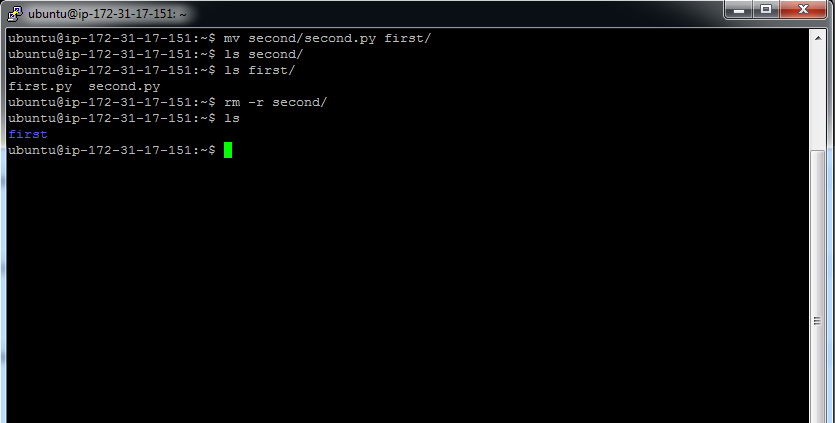 ubuntu@ip-172-31-17-151: ~
ubuntu@ip-172-31-17-151:~$ mv second/second.py first/
ubuntu@ip-172-31-17-151:~$ ls second/
ubuntu@ip-172-31-17-151:~$ ls first/
first.py  second.py
ubuntu@ip-172-31-17-151:~$ rm -r second/
ubuntu@ip-172-31-17-151:~$ ls
first
ubuntu@ip-172-31-17-151:~$